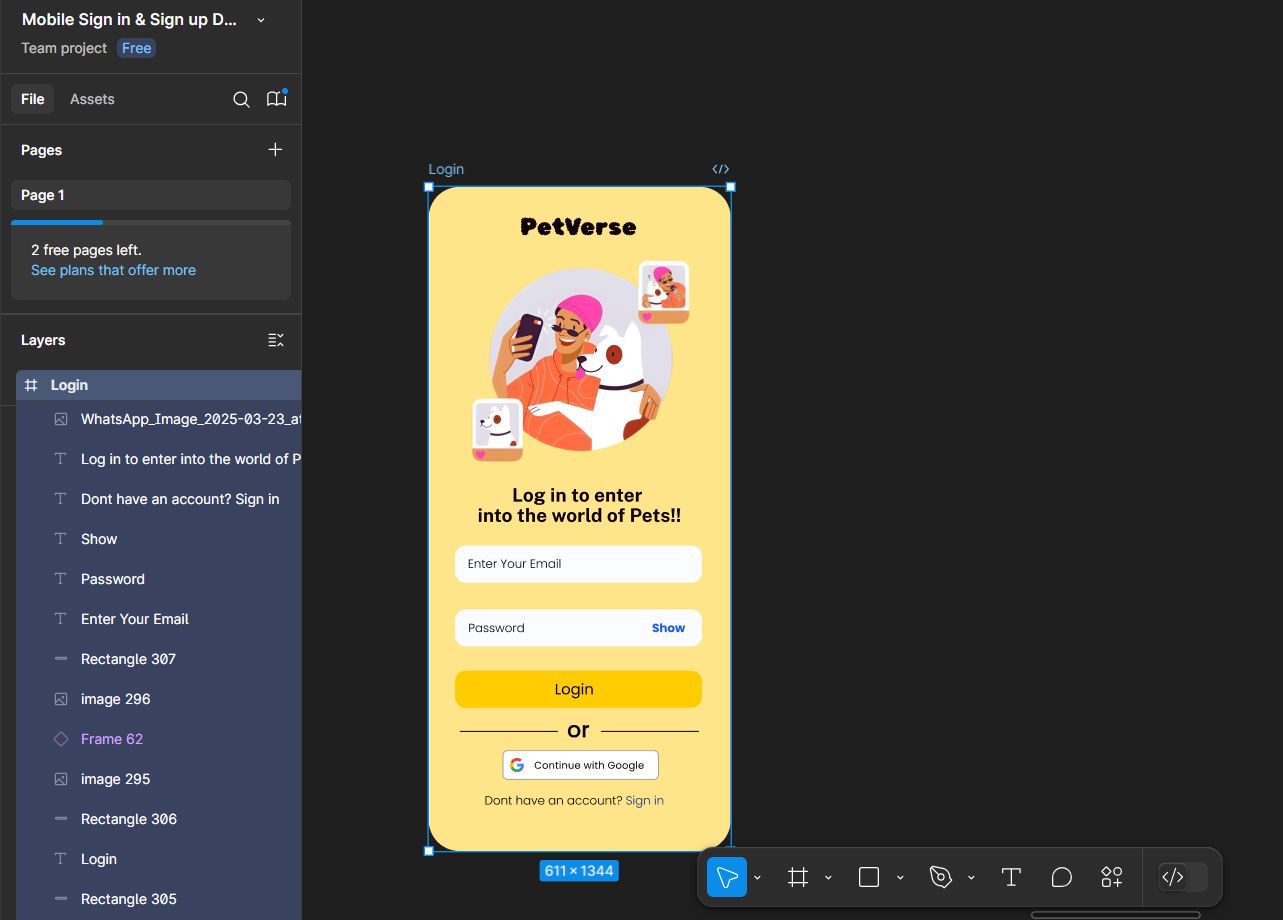 Mobile Sign in & Sign up D...
Team project Free
File Assets
Pages
Page 1
2 free pages left.
See plans that offer more
Layers
Login
WhatsApp_Image_2025-03-23_at
Log in to enter into the world of P
Dont have an account? Sign in
Show
Password
Enter Your Email
Rectangle 307
image 296
Frame 62
image 295
Rectangle 306
Login
Rectangle 305
Login
PetVerse
Log in to enter
into the world of Pets!!
Enter Your Email
Password Show
Login
or
Continue with Google
Dont have an account? Sign in
611 × 1344